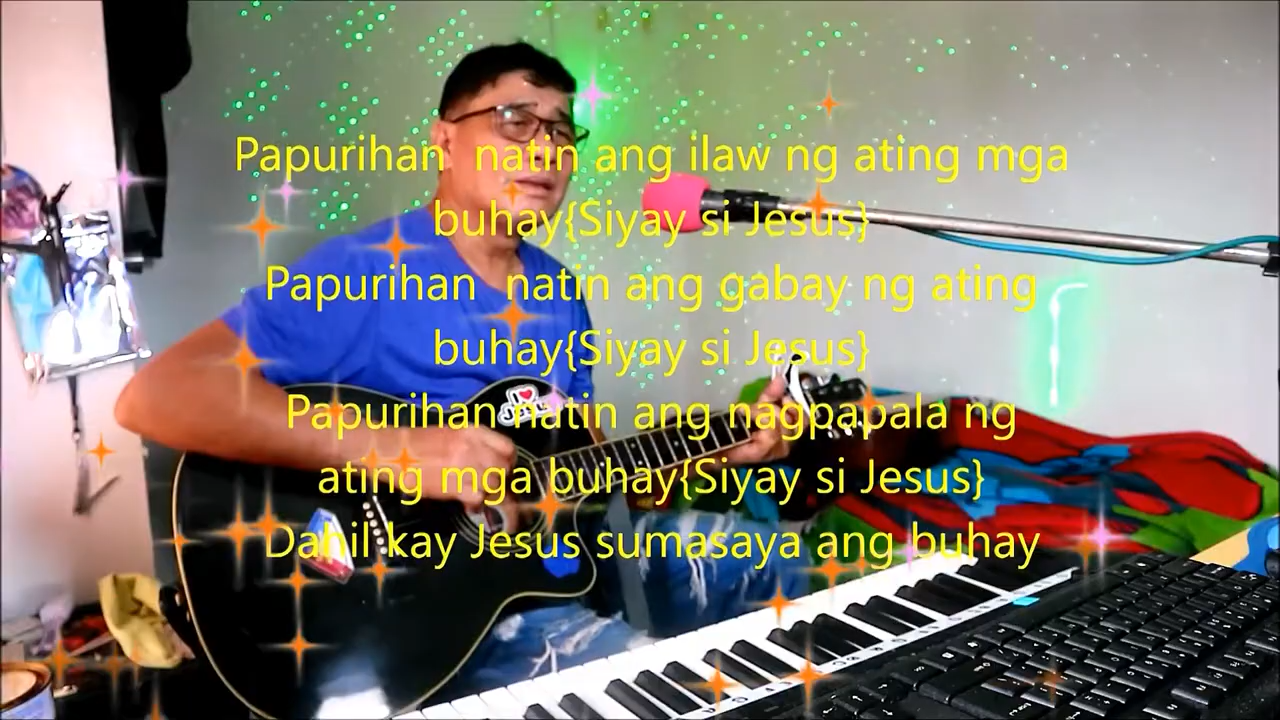 Papurihan  natin ang ilaw ng ating mga
buhay{Siyay si Jesus}
Papurihan  natin ang gabay ng ating
buhay{Siyay si Jesus}
Papurihan natin ang nagpapala ng
ating mga buhay{Siyay si Jesus}
Dahil kay Jesus sumasaya ang buhay